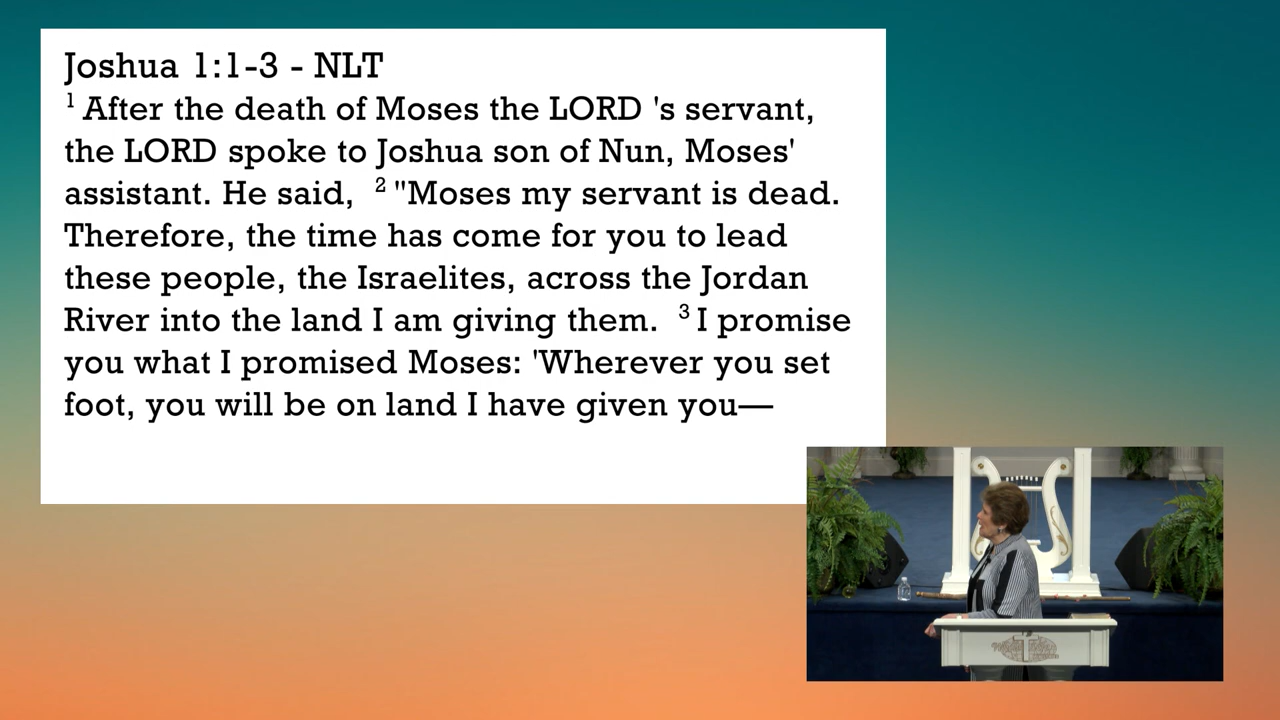 Joshua 1:1-3 - NLT
1 After the death of Moses the LORD 's servant,
the LORD spoke to Joshua son of Nun, Moses'
assistant. He said, 2 "Moses my servant is dead.
Therefore, the time has come for you to lead
these people, the Israelites, across the Jordan
River into the land I am giving them. 3 I promise
you what I promised Moses: 'Wherever you set
foot, you will be on land I have given you—